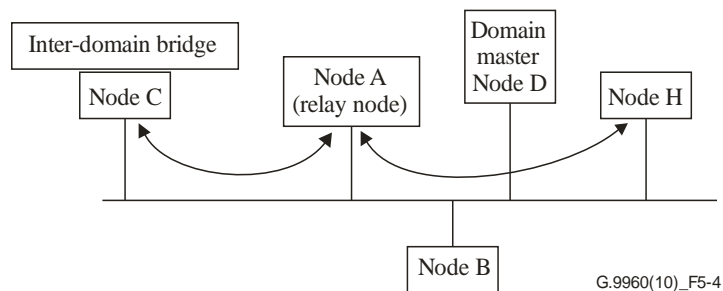 Inter-domain bridge
Node C
Node A
(relay node)
Domain
master
Node D
Node H
Node B
G.9960(10)_F5-4